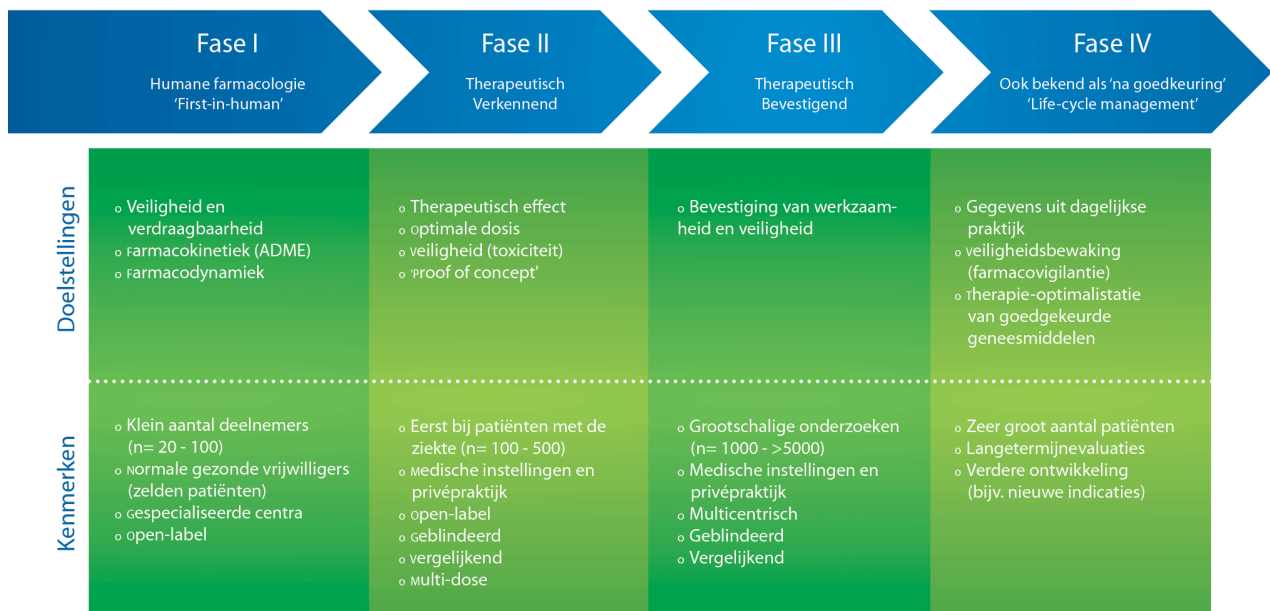 Fase I
Humane farmacologie
'First-in-human'
Fase II
Therapeutisch
Verkennend
Fase III
Therapeutisch
Bevestigend
Fase IV
Ook bekend als 'na goedkeuring'
'Life-cycle management'
Doelstellingen
o Veiligheid en
verdraagbaarheid
o Farmacokinetiek (ADME)
o Farmacodynamiek
o Therapeutisch effect
o Optimale dosis
o veiligheid (toxiciteit)
o 'Proof of concept'
o Bevestiging van werkzaam-
heid en veiligheid
o Gegevens uit dagelijkse
praktijk
o veiligheidsbewaking
(farmacovigilantie)
o Therapie-optimalistatie
van goedgekeurde
geneesmiddelen
Kenmerken
o Klein aantal deelnemers
(n= 20 - 100)
o Normale gezonde vrijwilligers
(zelden patiënten)
o Gespecialiseerde centra
o Open-label
o Eerst bij patiënten met de
ziekte (n= 100 - 500)
o Medische instellingen en
privépraktijk
o Open-label
o Geblindeerd
o vergelijkend
o Multi-dose
o Grootschalige onderzoeken
(n= 1000 - >5000)
o Medische instellingen en
privépraktijk
o Multicentrisch
o Geblindeerd
o Vergelijkend
o Zeer groot aantal patiënten
o Langetermijnevaluaties
o Verdere ontwikkeling
(bijv. nieuwe indicaties)